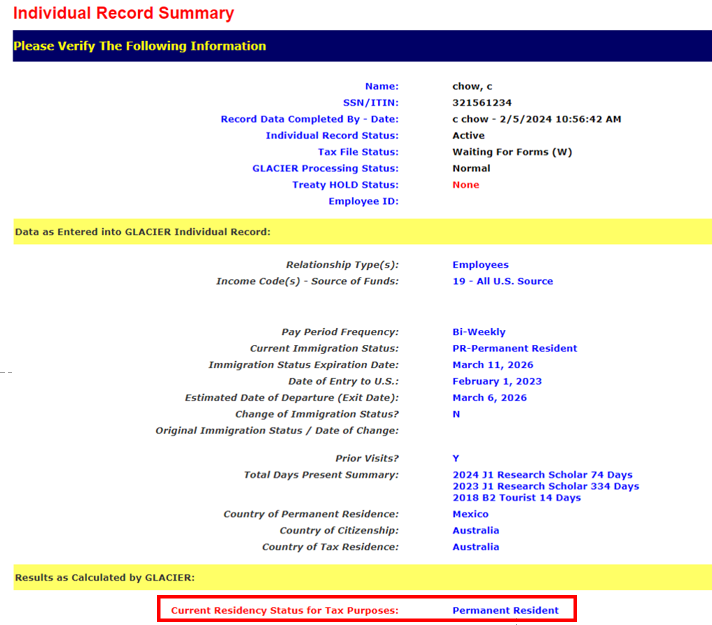 Individual Record Summary
Please Verify The Following Information
Name: chow, c
SSN/ITIN: 321561234
Record Data Completed By - Date: c chow - 2/5/2024 10:56:42 AM
Individual Record Status: Active
Tax File Status: Waiting For Forms (W)
GLACIER Processing Status: Normal
Treaty HOLD Status: None
Employee ID:
Data as Entered into GLACIER Individual Record:
Relationship Type(s): Employees
Income Code(s) - Source of Funds: 19 - All U.S. Source
Pay Period Frequency: Bi-Weekly
Current Immigration Status: PR-Permanent Resident
Immigration Status Expiration Date: March 11, 2026
Date of Entry to U.S.: February 1, 2023
Estimated Date of Departure (Exit Date): March 6, 2026
Change of Immigration Status? N
Original Immigration Status / Date of Change:
Prior Visits? Y
Total Days Present Summary: 2024 J1 Research Scholar 74 Days
2023 J1 Research Scholar 334 Days
2018 B2 Tourist 14 Days
Country of Permanent Residence: Mexico
Country of Citizenship: Australia
Country of Tax Residence: Australia
Results as Calculated by GLACIER:
Current Residency Status for Tax Purposes: Permanent Resident